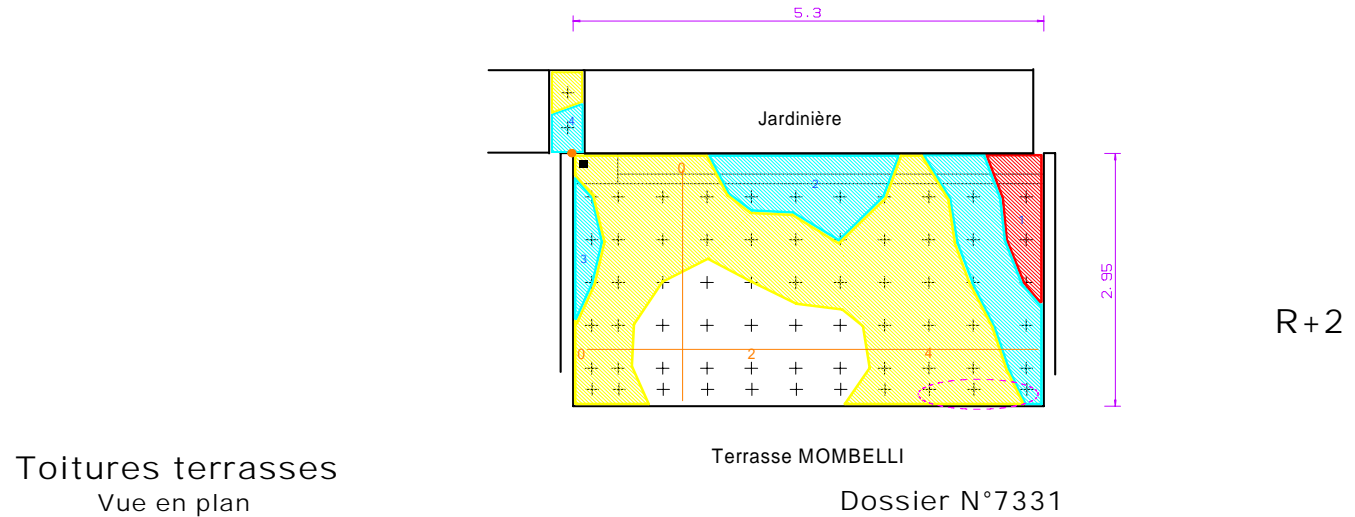 5.3
Jardinière
4
0
2
1
3
2.95
R+2
0
2
4
Terrasse MOMBELLI
Toitures terrasses
Vue en plan
Dossier N°7331